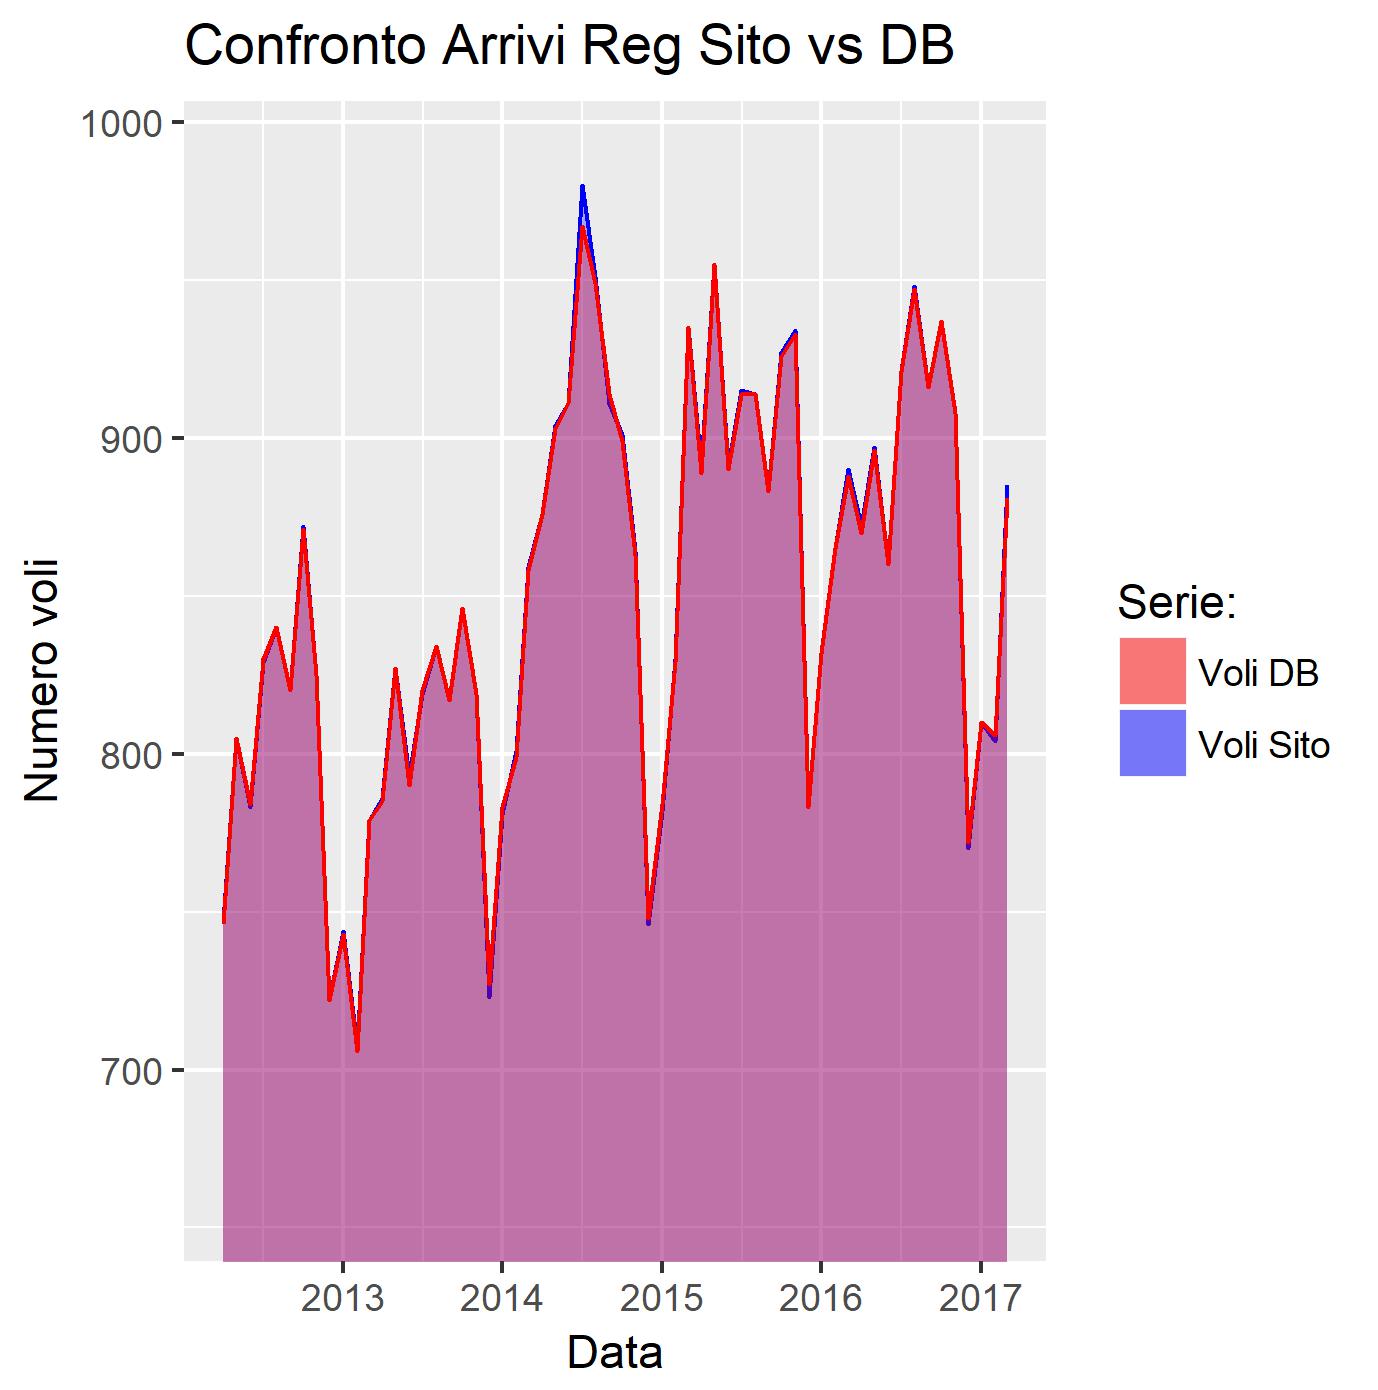 Confronto Arrivi Reg Sito vs DB
1000
900
800
700
Numero voli
2013 2014 2015 2016 2017
Data
Serie:
Voli DB
Voli Sito